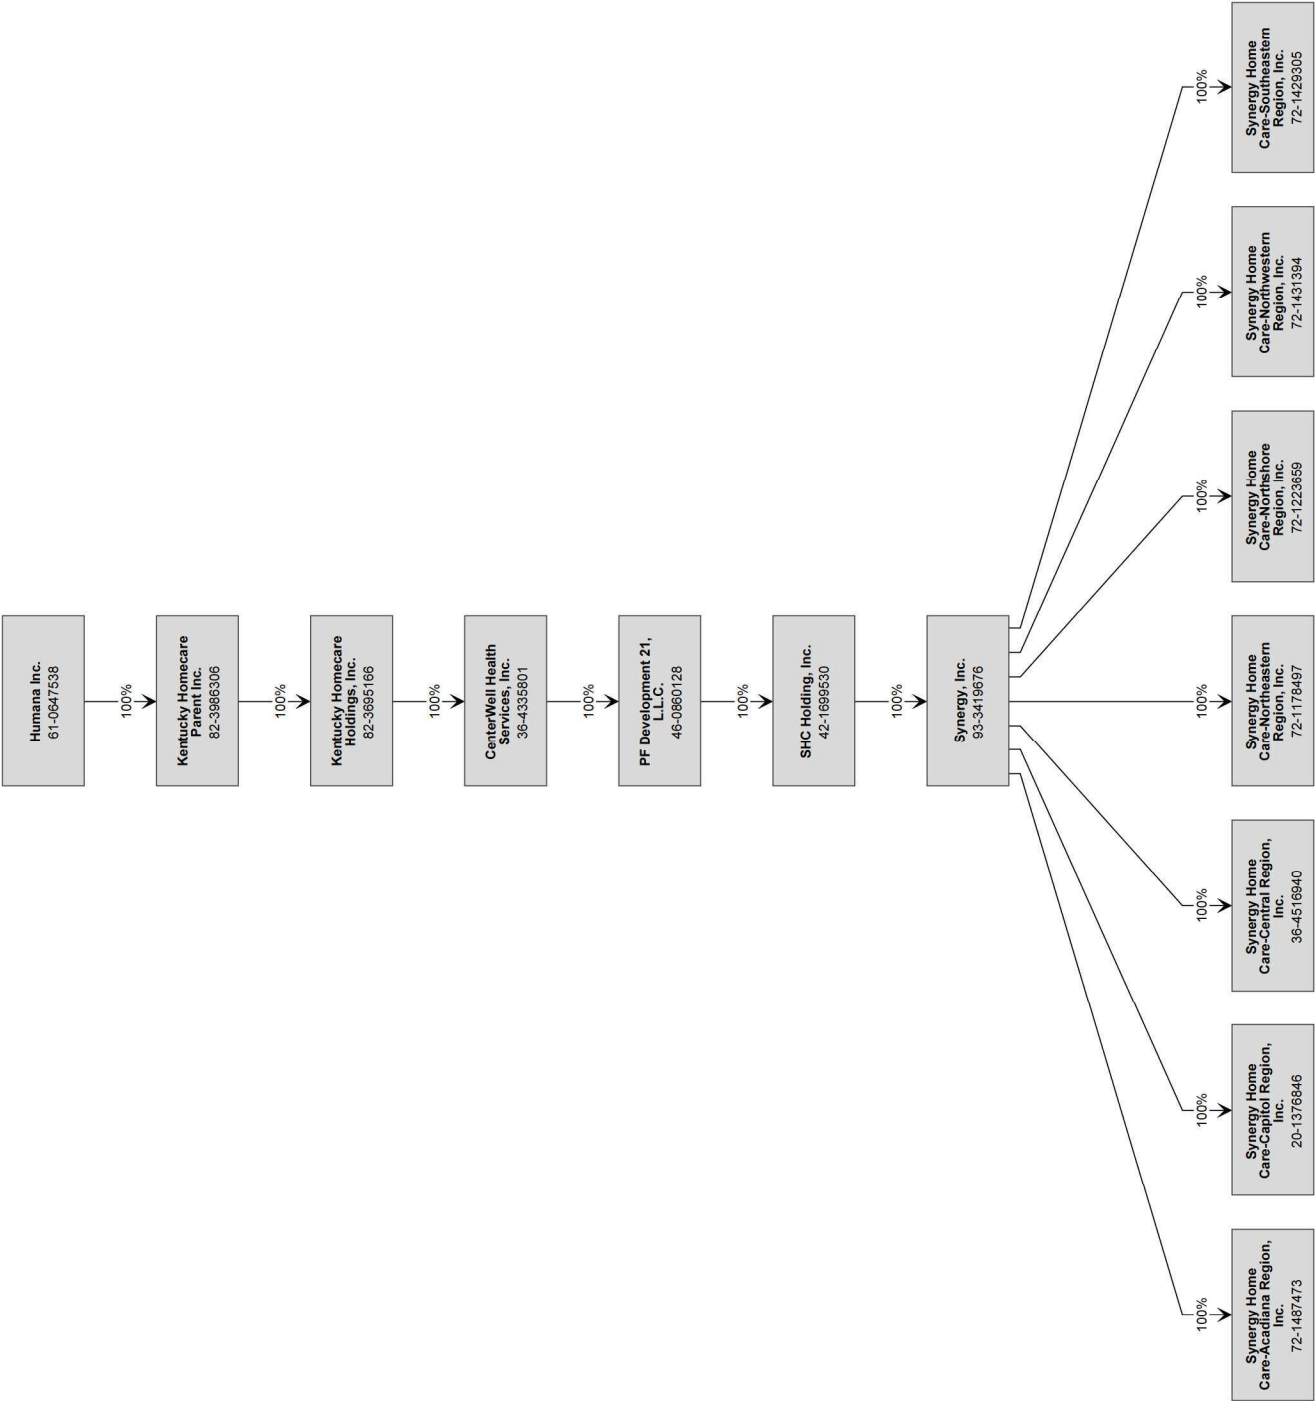 Humana Inc.
61-0647538
100%
Kentucky Homecare
Parent Inc.
82-3986306
100%
Kentucky Homecare
Holdings, Inc.
82-3695166
100%
CenterWell Health
Services, Inc.
36-4335801
100%
PF Development 21,
L.L.C.
46-0860128
100%
SHC Holding, Inc.
42-1699530
100%
Synergy, Inc.
93-3419676
100%
100%
100%
100%
100%
100%
100%
Synergy Home
Care-Acadiana Region,
Inc.
72-1487473
Synergy Home
Care-Capitol Region,
Inc.
20-1376846
Synergy Home
Care-Central Region,
Inc.
36-4516940
Synergy Home
Care-Northeastern
Region, Inc.
72-1178497
Synergy Home
Care-Northshore
Region, Inc.
72-1223659
Synergy Home
Care-Northwestern
Region, Inc.
72-1431394
Synergy Home
Care-Southeastern
Region, Inc.
72-1429305